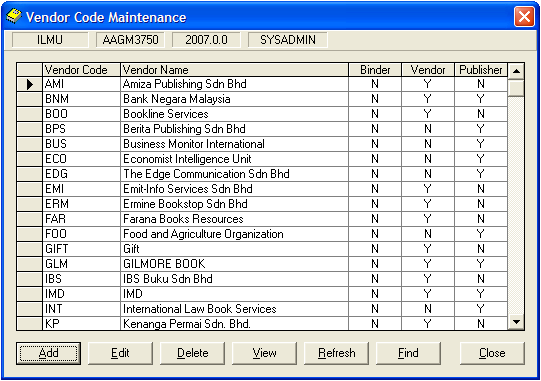 Vendor Code Maintenance
ILMU AAGM3750 2007.0.0 SYSADMIN
Vendor Code Vendor Name Binder Vendor Publisher
AMI Amiza Publishing Sdn Bhd N Y N
BNM Bank Negara Malaysia N Y Y
BOO Bookline Services N Y Y
BPS Berita Publishing Sdn Bhd N N Y
BUS Business Monitor International N N Y
ECO Economist Intelligence Unit N N Y
EDG The Edge Communication Sdn Bhd N N Y
EMI Emit-Info Services Sdn Bhd N Y N
ERM Ermine Bookstop Sdn Bhd N Y Y
FAR Farana Books Resources N Y N
FOO Food and Agriculture Organization N N Y
GIFT Gift N Y N
GLM GILMORE BOOK N Y Y
IBS IBS Buku Sdn Bhd N Y N
IMD IMD N Y Y
INT International Law Book Services N N Y
KP Kenanga Permai Sdn. Bhd. N Y N
Add Edit Delete View Refresh Find Close